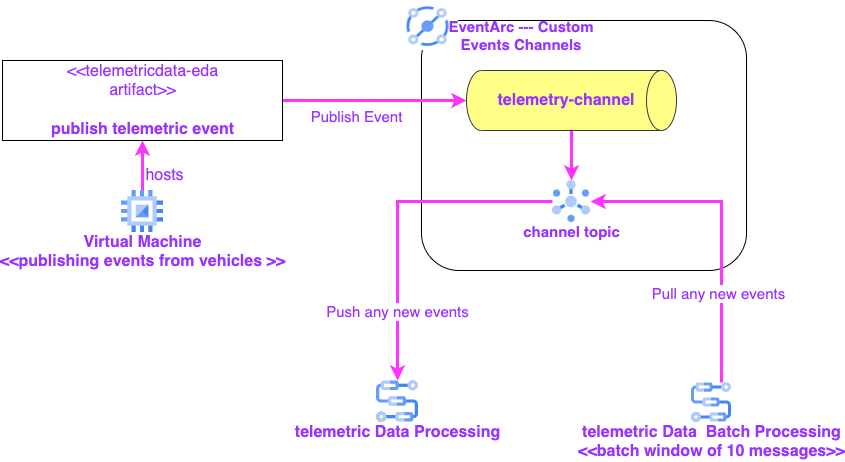 EventArc --- Custom
Events Channels
<<telemetricdata-eda
artifact>>
publish telemetric event
telemetry-channel
Publish Event
hosts
channel topic
Virtual Machine
<<publishing events from vehicles >>
Push any new events
Pull any new events
telemetric Data Processing
telemetric Data  Batch Processing
<<batch window of 10 messages>>